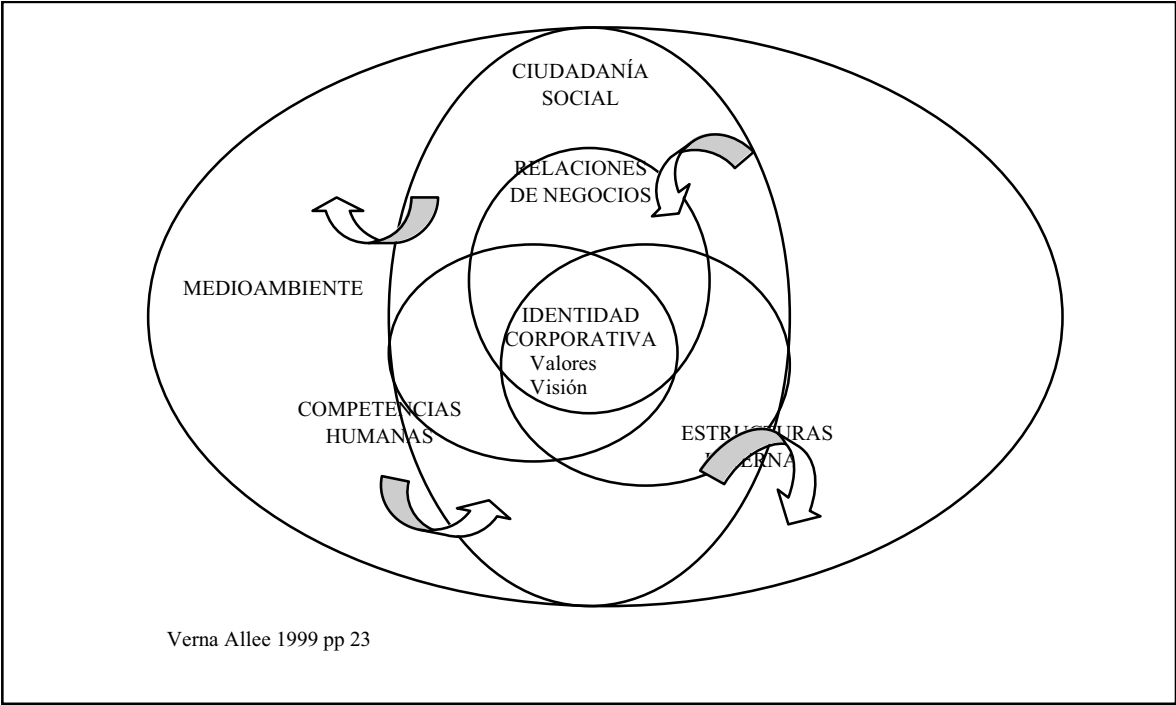 CIUDADANÍA
SOCIAL
RELACIONES
DE NEGOCIOS
MEDIOAMBIENTE
IDENTIDAD
CORPORATIVA
Valores
Visión
COMPETENCIAS
HUMANAS
ESTRUCTURAS
Verna Allee 1999 pp 23